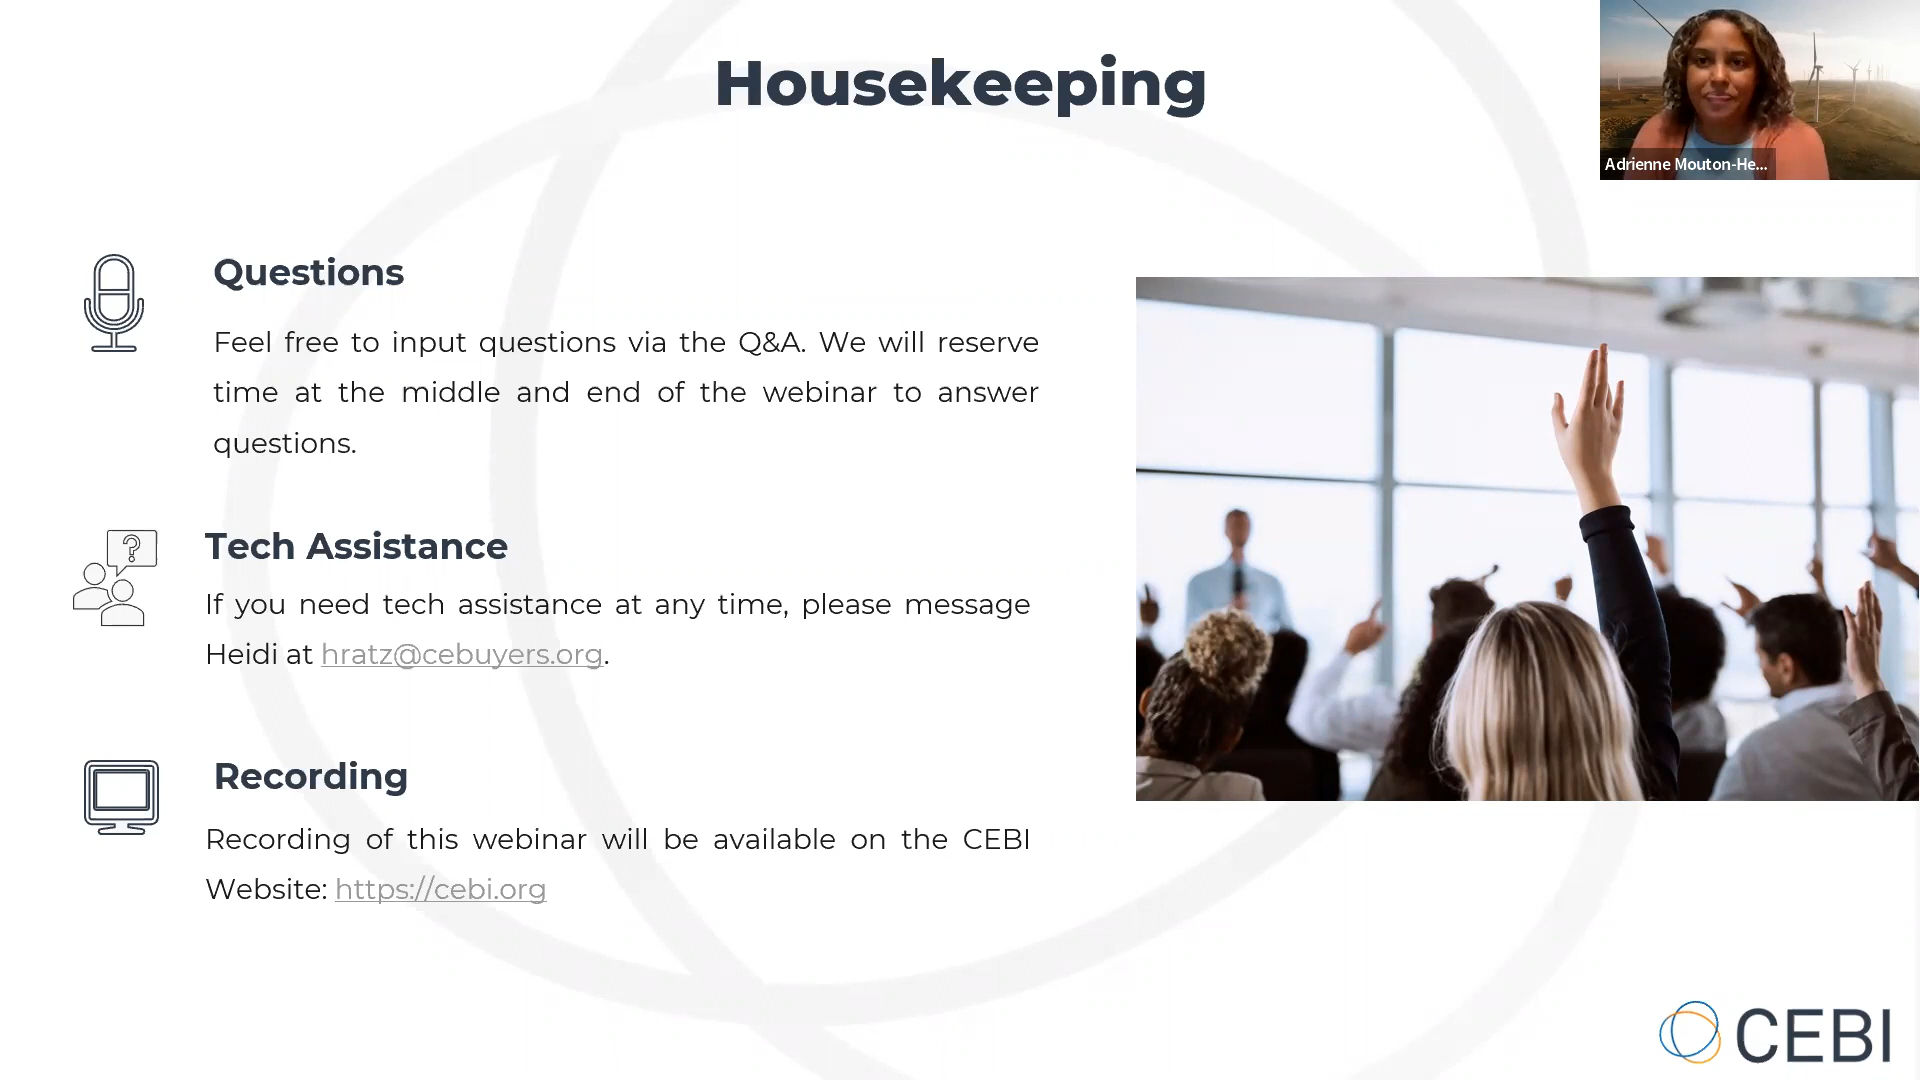 Housekeeping
Adrienne Mouton-He...
Questions
Feel free to input questions via the Q&A. We will reserve
time at the middle and end of the webinar to answer
questions.
?
Tech Assistance
If you need tech assistance at any time, please message
Heidi at hratz@cebuyers.org.
Recording
Recording of this webinar will be available on the CEBI
Website: https://cebi.org
CEBI